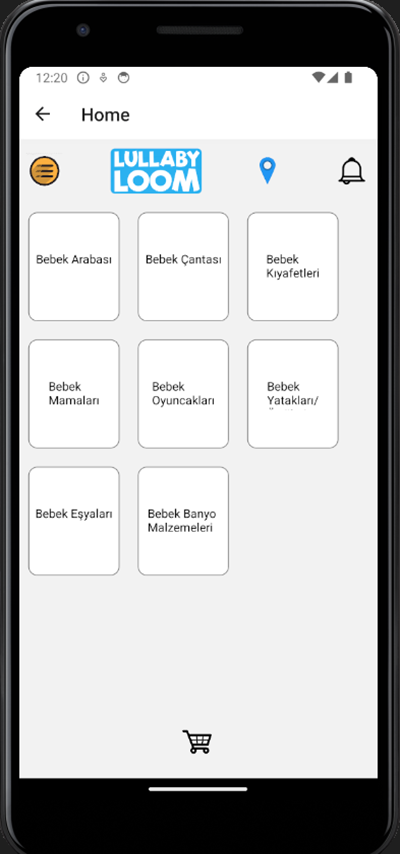 12:20
Home
LULLABY
LOOM
Bebek Arabası
Bebek Çantası
Bebek
Kıyafetleri
Bebek
Mamaları
Bebek
Oyuncakları
Bebek
Yatakları/
Bebek Eşyaları
Bebek Banyo
Malzemeleri